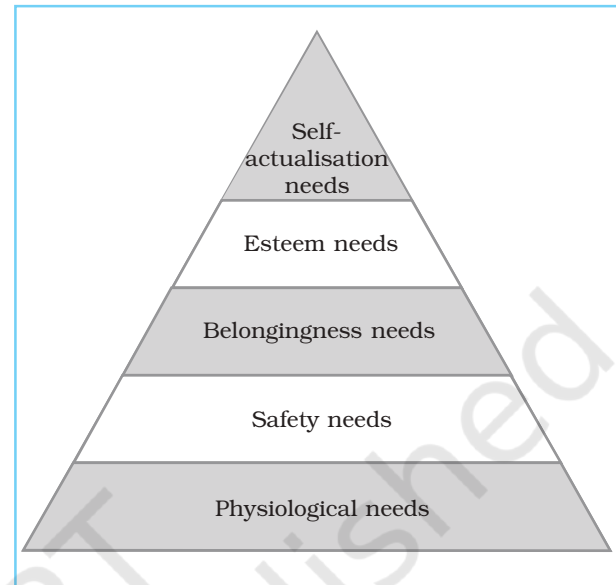 Self-
actualisation
needs
Esteem needs
Belongingness needs
Safety needs
Physiological needs